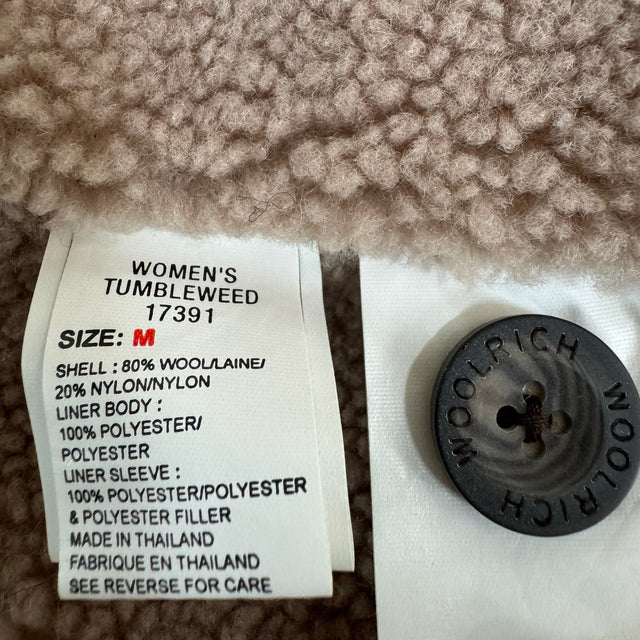 WOMEN'S
TUMBLEWEED
17391
SIZE: M
SHELL : 80% WOOL/LAINE/
20% NYLON/NYLON
LINER BODY :
100% POLYESTER/
POLYESTER
LINER SLEEVE :
100% POLYESTER/POLYESTER
& POLYESTER FILLER
MADE IN THAILAND
FABRIQUE EN THAILAND
SEE REVERSE FOR CARE
WOOLRICH WOOLRICH